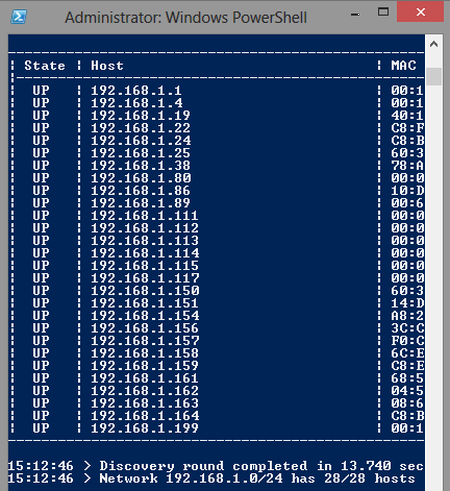 Administrator: Windows PowerShell
| State | Host | MAC
| UP | 192.168.1.1 | 00:1
| UP | 192.168.1.4 | 00:1
| UP | 192.168.1.19 | 40:1
| UP | 192.168.1.22 | C8:F
| UP | 192.168.1.24 | C8:B
| UP | 192.168.1.25 | 60:3
| UP | 192.168.1.38 | 78:A
| UP | 192.168.1.80 | 00:0
| UP | 192.168.1.86 | 10:D
| UP | 192.168.1.89 | 00:6
| UP | 192.168.1.111 | 00:0
| UP | 192.168.1.112 | 00:0
| UP | 192.168.1.113 | 00:0
| UP | 192.168.1.114 | 00:0
| UP | 192.168.1.115 | 00:0
| UP | 192.168.1.117 | 00:0
| UP | 192.168.1.150 | 60:3
| UP | 192.168.1.151 | 14:D
| UP | 192.168.1.154 | A8:2
| UP | 192.168.1.156 | 3C:C
| UP | 192.168.1.157 | F0:C
| UP | 192.168.1.158 | 6C:E
| UP | 192.168.1.159 | C8:E
| UP | 192.168.1.161 | 68:5
| UP | 192.168.1.162 | 04:5
| UP | 192.168.1.163 | 08:6
| UP | 192.168.1.164 | C8:B
| UP | 192.168.1.199 | 00:1
15:12:46 > Discovery round completed in 13.740 sec
15:12:46 > Network 192.168.1.0/24 has 28/28 hosts